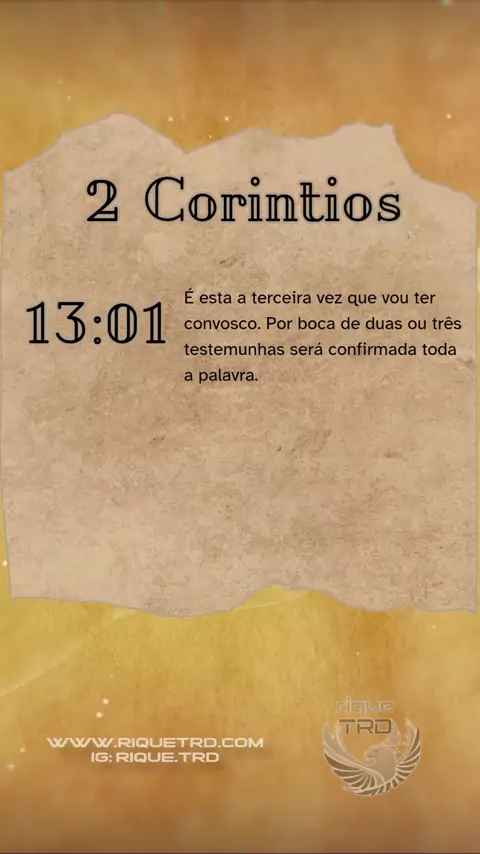 2 Corintios
13:01
É esta a terceira vez que vou ter
convosco. Por boca de duas ou três
testemunhas será confirmada toda
a palavra.
rique
TRD
WWW.RIQUETRD.COM
IG: RIQUE.TRD